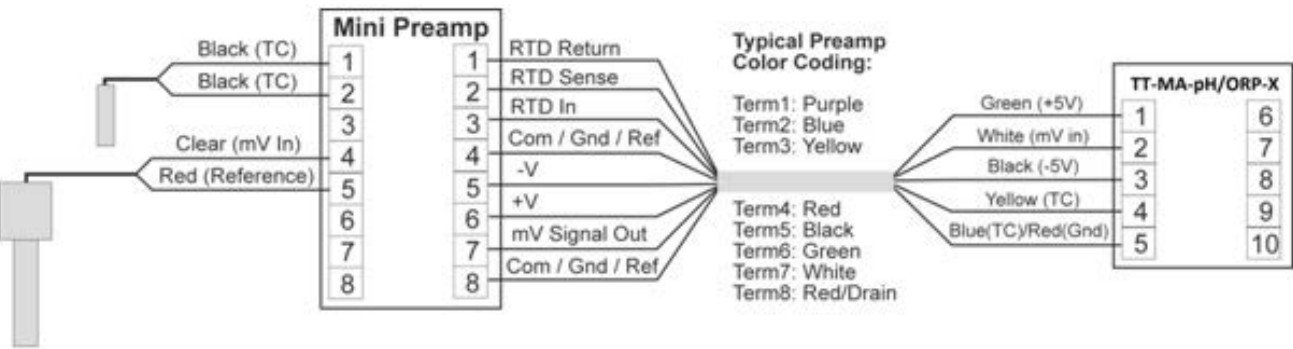 Mini Preamp
Black (TC)
Black (TC)
Clear (mV In)
Red (Reference)
1
2
3
4
5
6
7
8
1
2
3
4
5
6
7
8
RTD Return
RTD Sense
RTD In
Com / Gnd / Ref
-V
+V
mV Signal Out
Com / Gnd / Ref
Typical Preamp
Color Coding:
Term1: Purple
Term2: Blue
Term3: Yellow
Term4: Red
Term5: Black
Term6: Green
Term7: White
Term8: Red/Drain
Green (+5V)
White (mV in)
Black (-5V)
Yellow (TC)
Blue(TC)/Red(Gnd)
TT-MA-pH/ORP-X
1 6
2 7
3 8
4 9
5 10